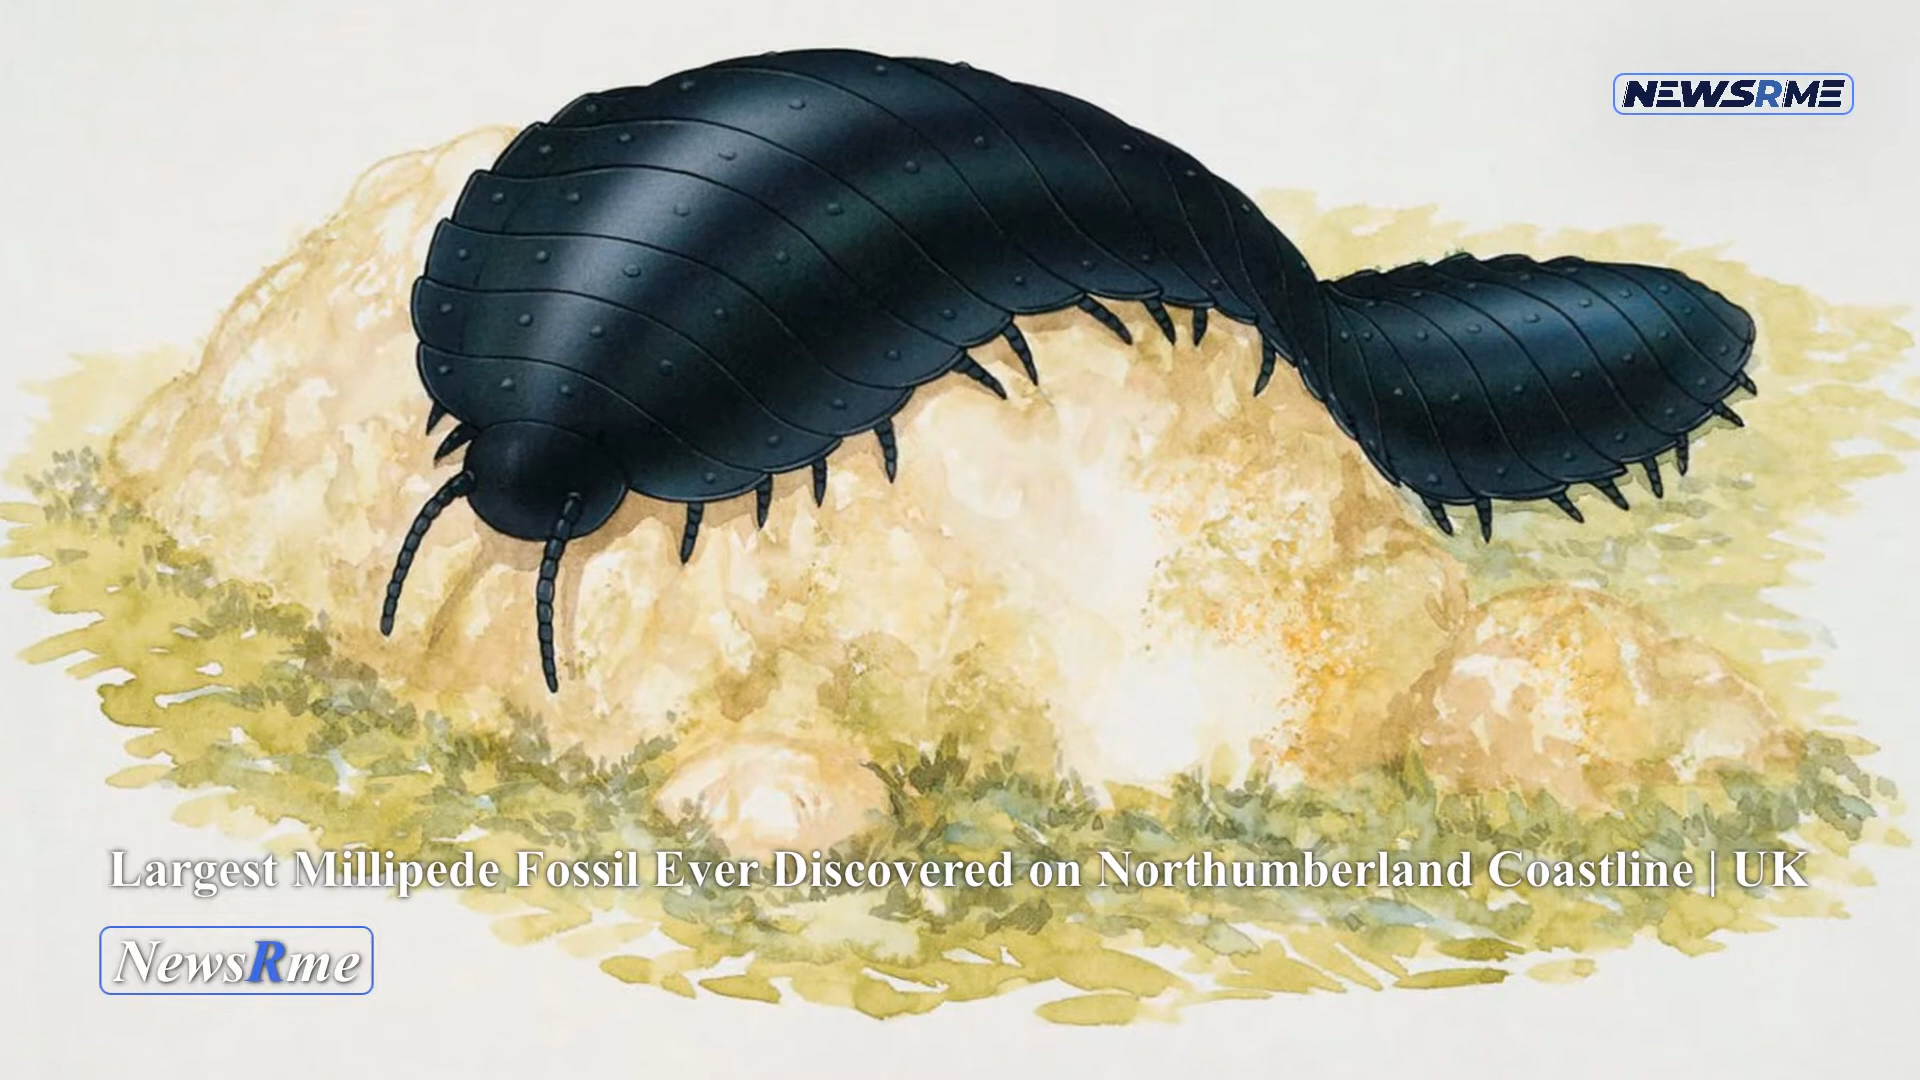 NEWSRME
Largest Millipede Fossil Ever Discovered on Northumberland Coastline | UK
NewsRme